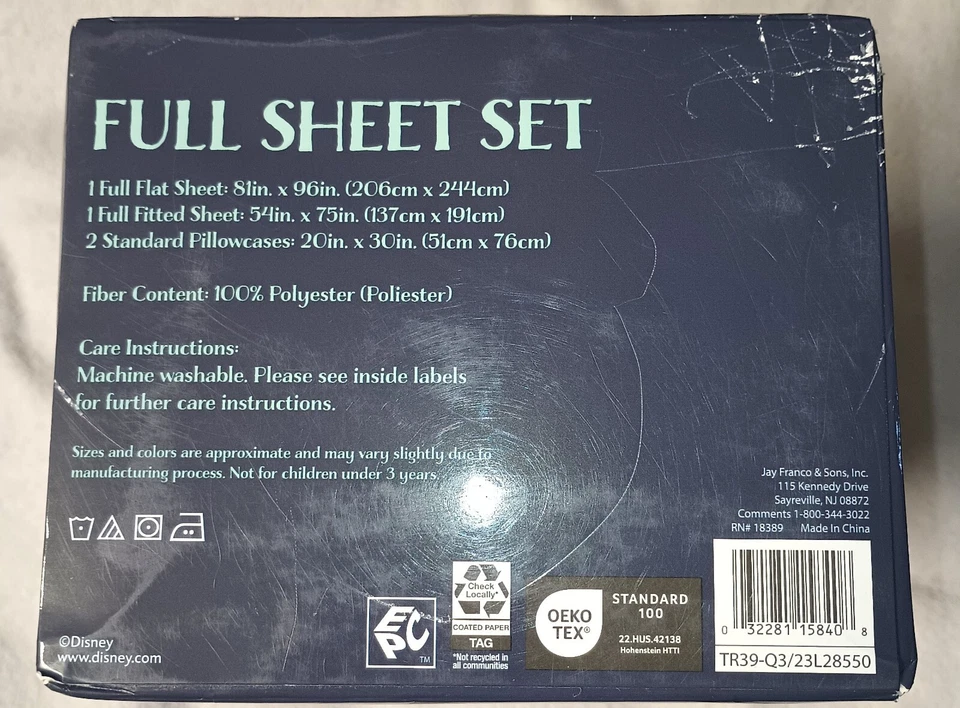 FULL SHEET SET
1 Full Flat Sheet: 81in. x 96in. (206cm x 244cm)
1 Full Fitted Sheet: 54in. x 75in. (137cm x 191cm)
2 Standard Pillowcases: 20in. x 30in. (51cm x 76cm)
Fiber Content: 100% Polyester (Poliester)
Care Instructions:
Machine washable. Please see inside labels
for further care instructions.
Sizes and colors are approximate and may vary slightly due to
manufacturing process. Not for children under 3 years.
Jay Franco & Sons, Inc.
115 Kennedy Drive
Sayreville, NJ 08872
Comments 1-800-344-3022
RN# 18389 Made In China
©Disney
www.disney.com
EPC
TM
Check
Locally*
COATED PAPER
TAG
*Not recycled in
all communities
OEKO
TEX®
STANDARD
100
22.HUS.42138
Hohenstein HTTI
0 32281 15840 8
TR39-Q3/23L28550